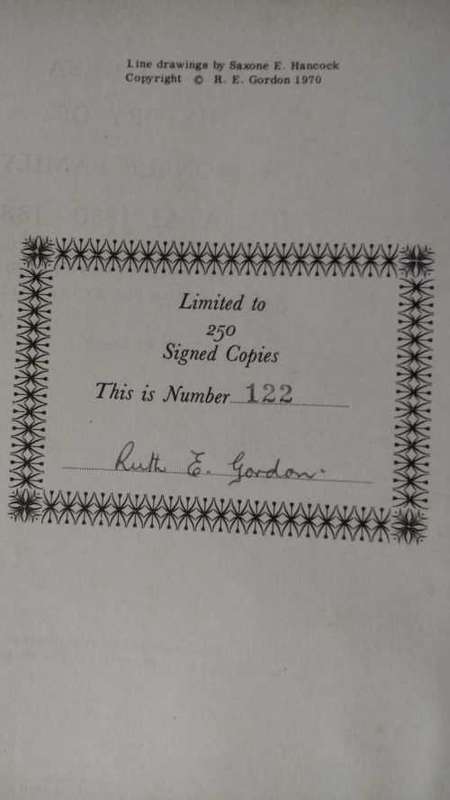 Line drawings by Saxone E. Hancock
Copyright © R. E. Gordon 1970
Limited to
250
Signed Copies
This is Number 122
Ruth E. Gordon.